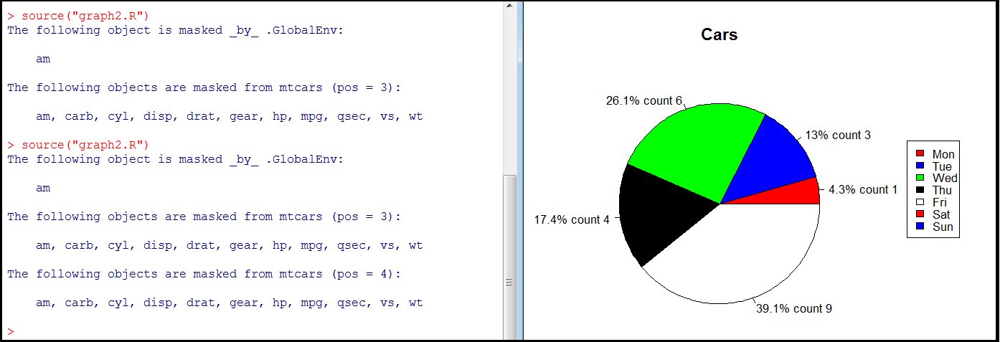 > source("graph2.R")
The following object is masked _by_ .GlobalEnv:
am
The following objects are masked from mtcars (pos = 3):
am, carb, cyl, disp, drat, gear, hp, mpg, qsec, vs, wt
> source("graph2.R")
The following object is masked _by_ .GlobalEnv:
am
The following objects are masked from mtcars (pos = 3):
am, carb, cyl, disp, drat, gear, hp, mpg, qsec, vs, wt
The following objects are masked from mtcars (pos = 4):
am, carb, cyl, disp, drat, gear, hp, mpg, qsec, vs, wt
>
Cars
26.1% count 6
13% count 3
4.3% count 1
17.4% count 4
39.1% count 9
Mon
Tue
Wed
Thu
Fri
Sat
Sun